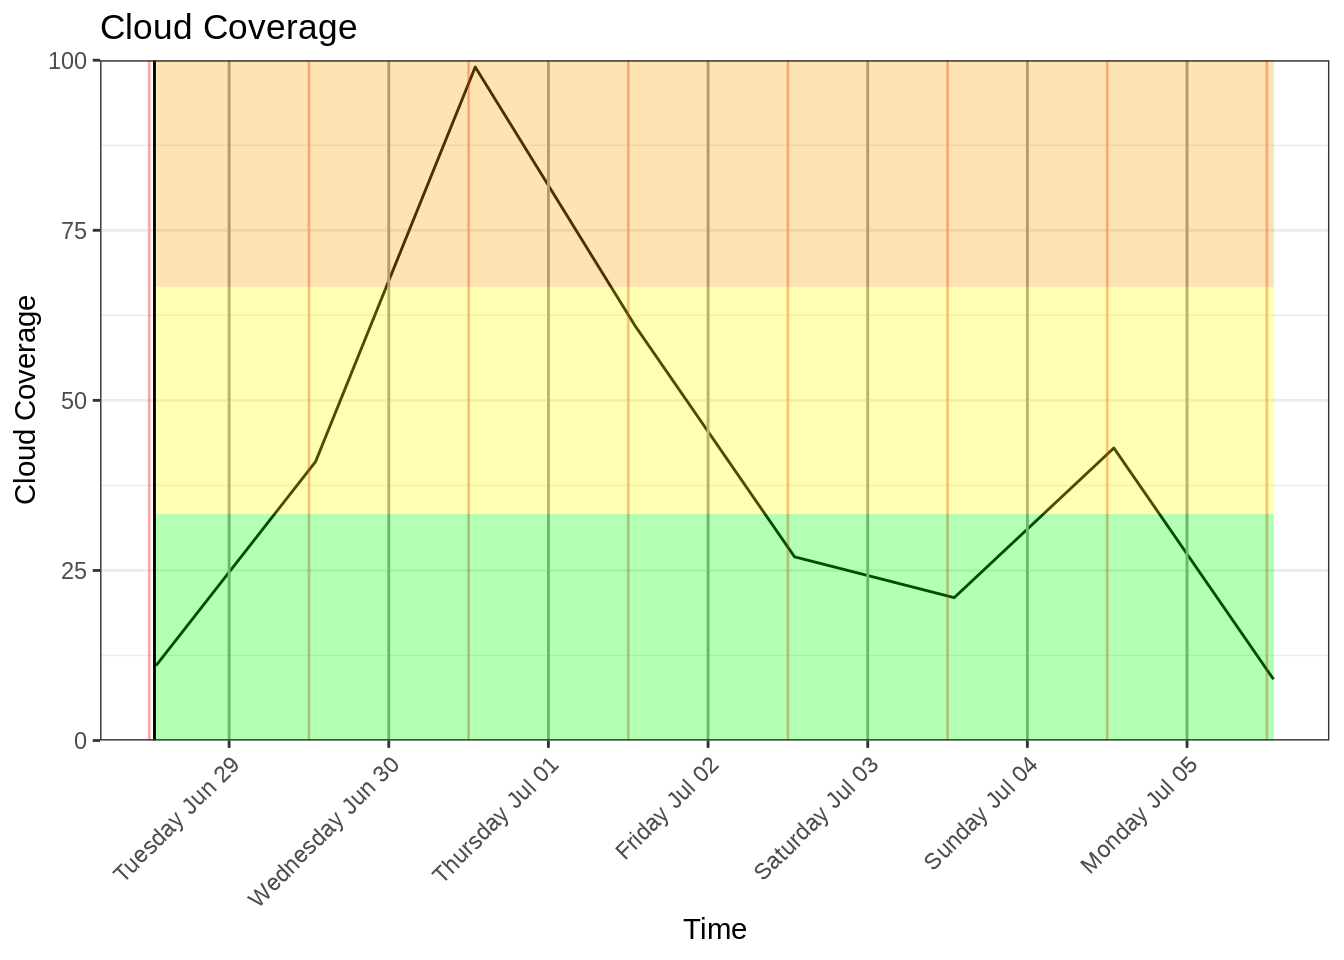 Cloud Coverage
100
75
50
25
0
Cloud Coverage
Tuesday Jun 29
Wednesday Jun 30
Thursday Jul 01
Friday Jul 02
Saturday Jul 03
Sunday Jul 04
Monday Jul 05
Time